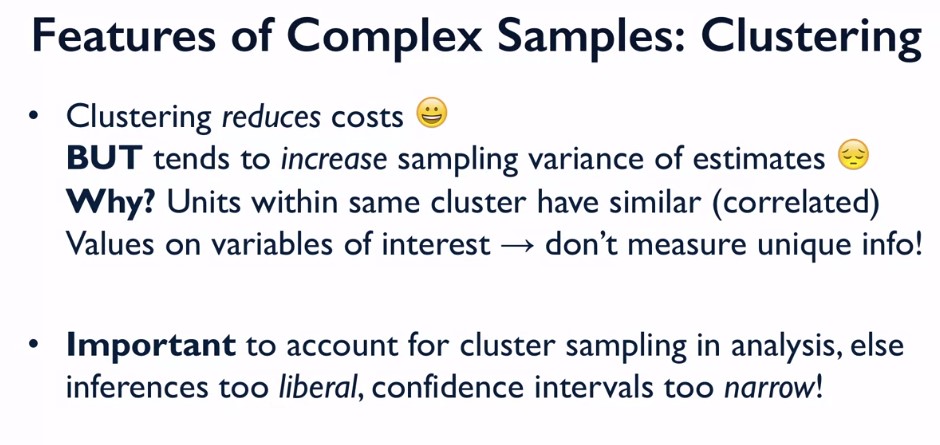 Features of Complex Samples: Clustering
• Clustering reduces costs 😀
BUT tends to increase sampling variance of estimates 😔
Why? Units within same cluster have similar (correlated)
Values on variables of interest → don't measure unique info!
• Important to account for cluster sampling in analysis, else
inferences too liberal, confidence intervals too narrow!